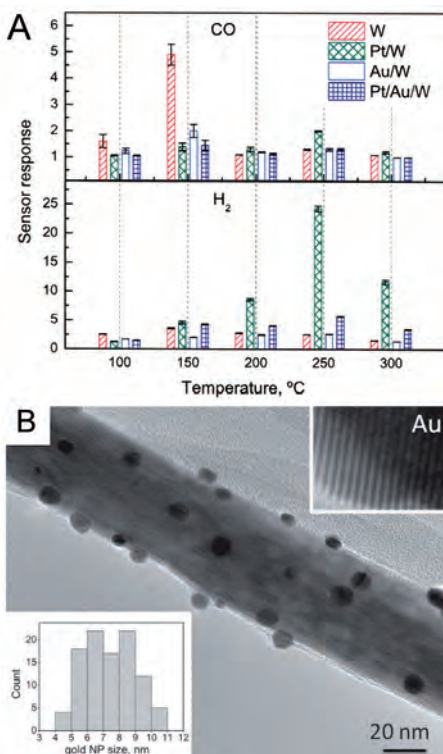 A
CO
W
Pt/W
Au/W
Pt/Au/W
6
5
4
3
2
1
Sensor response
H2
25
20
15
10
5
0
100 150 200 250 300
Temperature, ºC
B
Au
20
10
0
Count
3 4 5 6 7 8 9 10 11 12
gold NP size, nm
20 nm